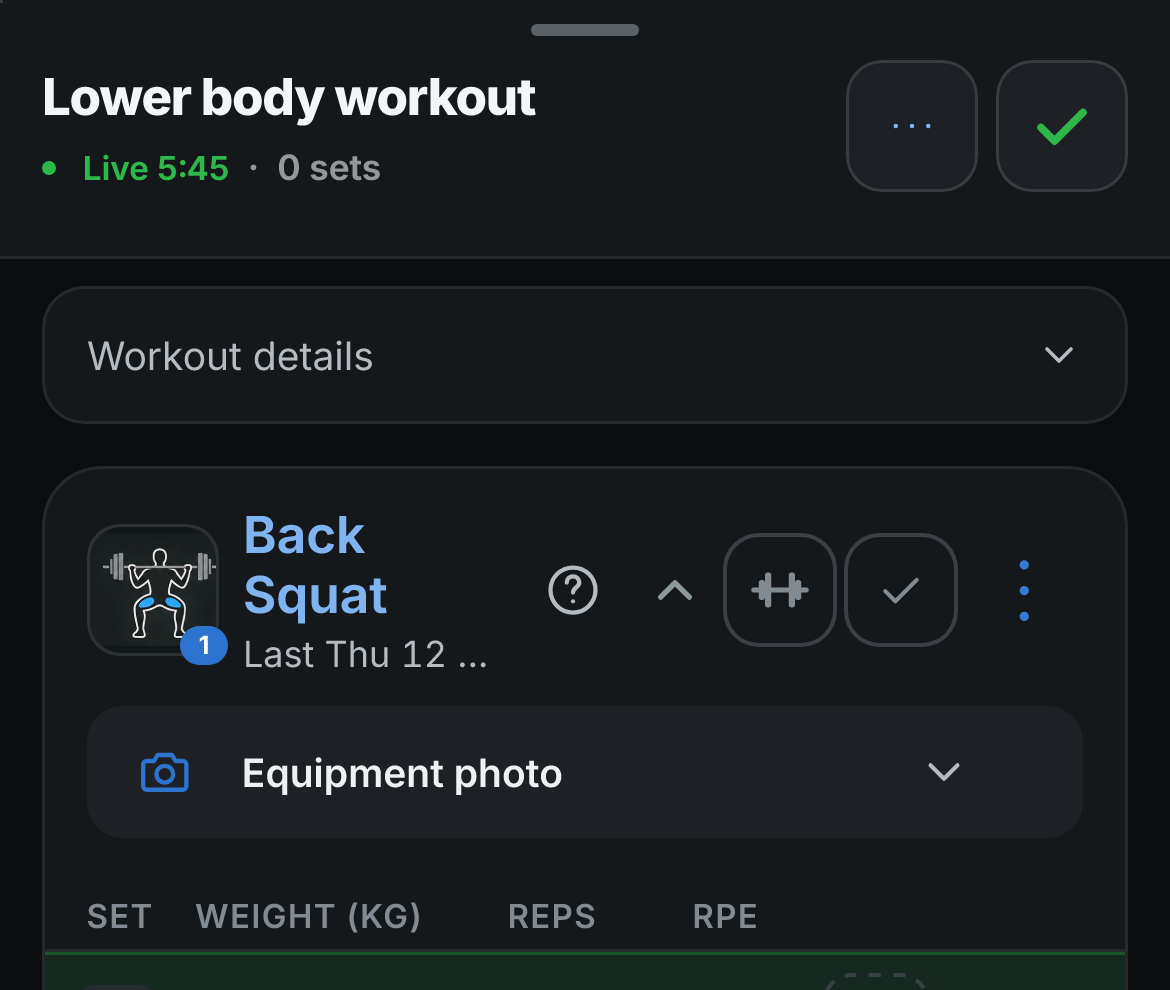 Lower body workout
Live 5:45 · 0 sets
Workout details
Back
Squat
Last Thu 12 ...
1
Equipment photo
SET WEIGHT (KG) REPS RPE